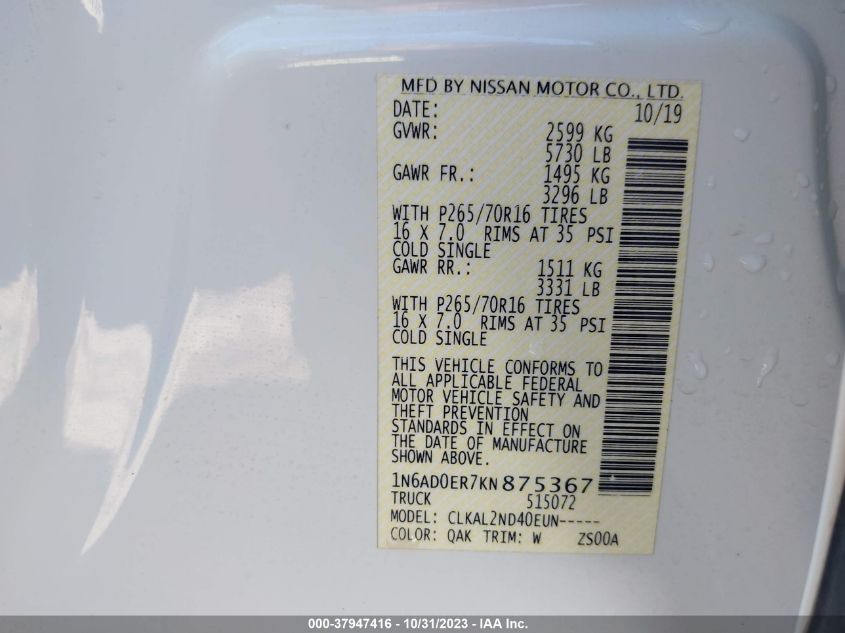 MFD BY NISSAN MOTOR CO., LTD.
DATE: 10/19
GVWR: 2599 KG
5730 LB
GAWR FR.: 1495 KG
3296 LB
WITH P265/70R16 TIRES
16 X 7.0 RIMS AT 35 PSI
COLD SINGLE
GAWR RR.: 1511 KG
3331 LB
WITH P265/70R16 TIRES
16 X 7.0 RIMS AT 35 PSI
COLD SINGLE
THIS VEHICLE CONFORMS TO
ALL APPLICABLE FEDERAL
MOTOR VEHICLE SAFETY AND
THEFT PREVENTION
STANDARDS IN EFFECT ON
THE DATE OF MANUFACTURE
SHOWN ABOVE.
1N6AD0ER7KN875367
TRUCK 515072
MODEL: CLKAL2ND40EUN-----
COLOR: QAK TRIM: W ZS00A
000-37947416 - 10/31/2023 - IAA Inc.